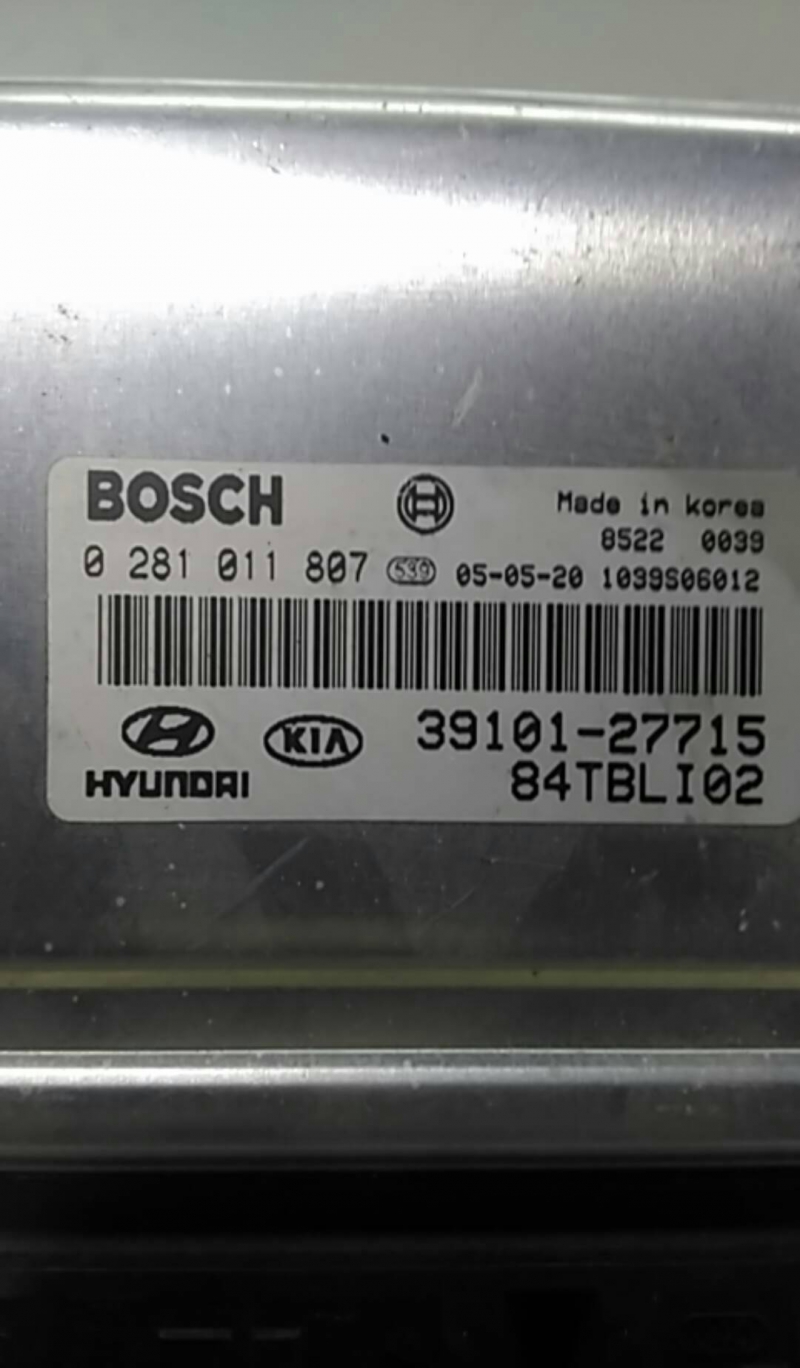 BOSCH
Made in korea
8522 0039
0 281 011 807 539 05-05-20 1039S06012
KIA 39101-27715
HYUNDAI 84TBLI02